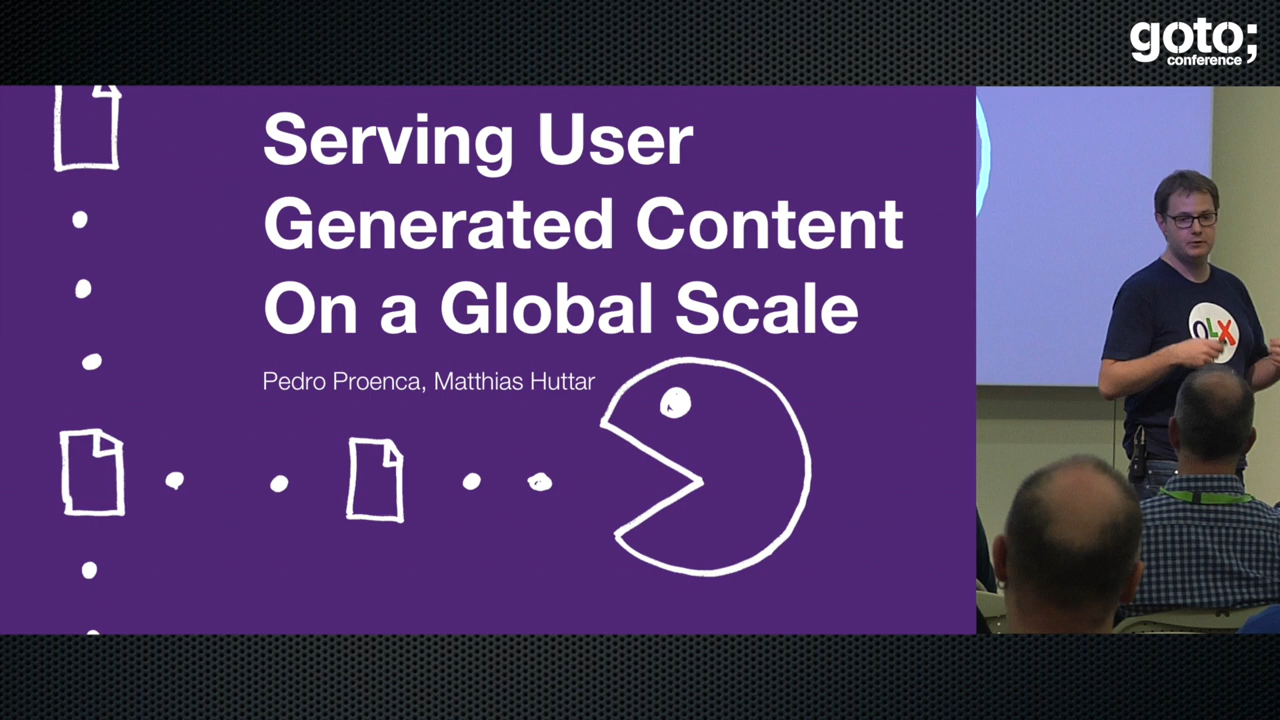 goto;
conference
Serving User
Generated Content
On a Global Scale
Pedro Proenca, Matthias Huttar
OLX